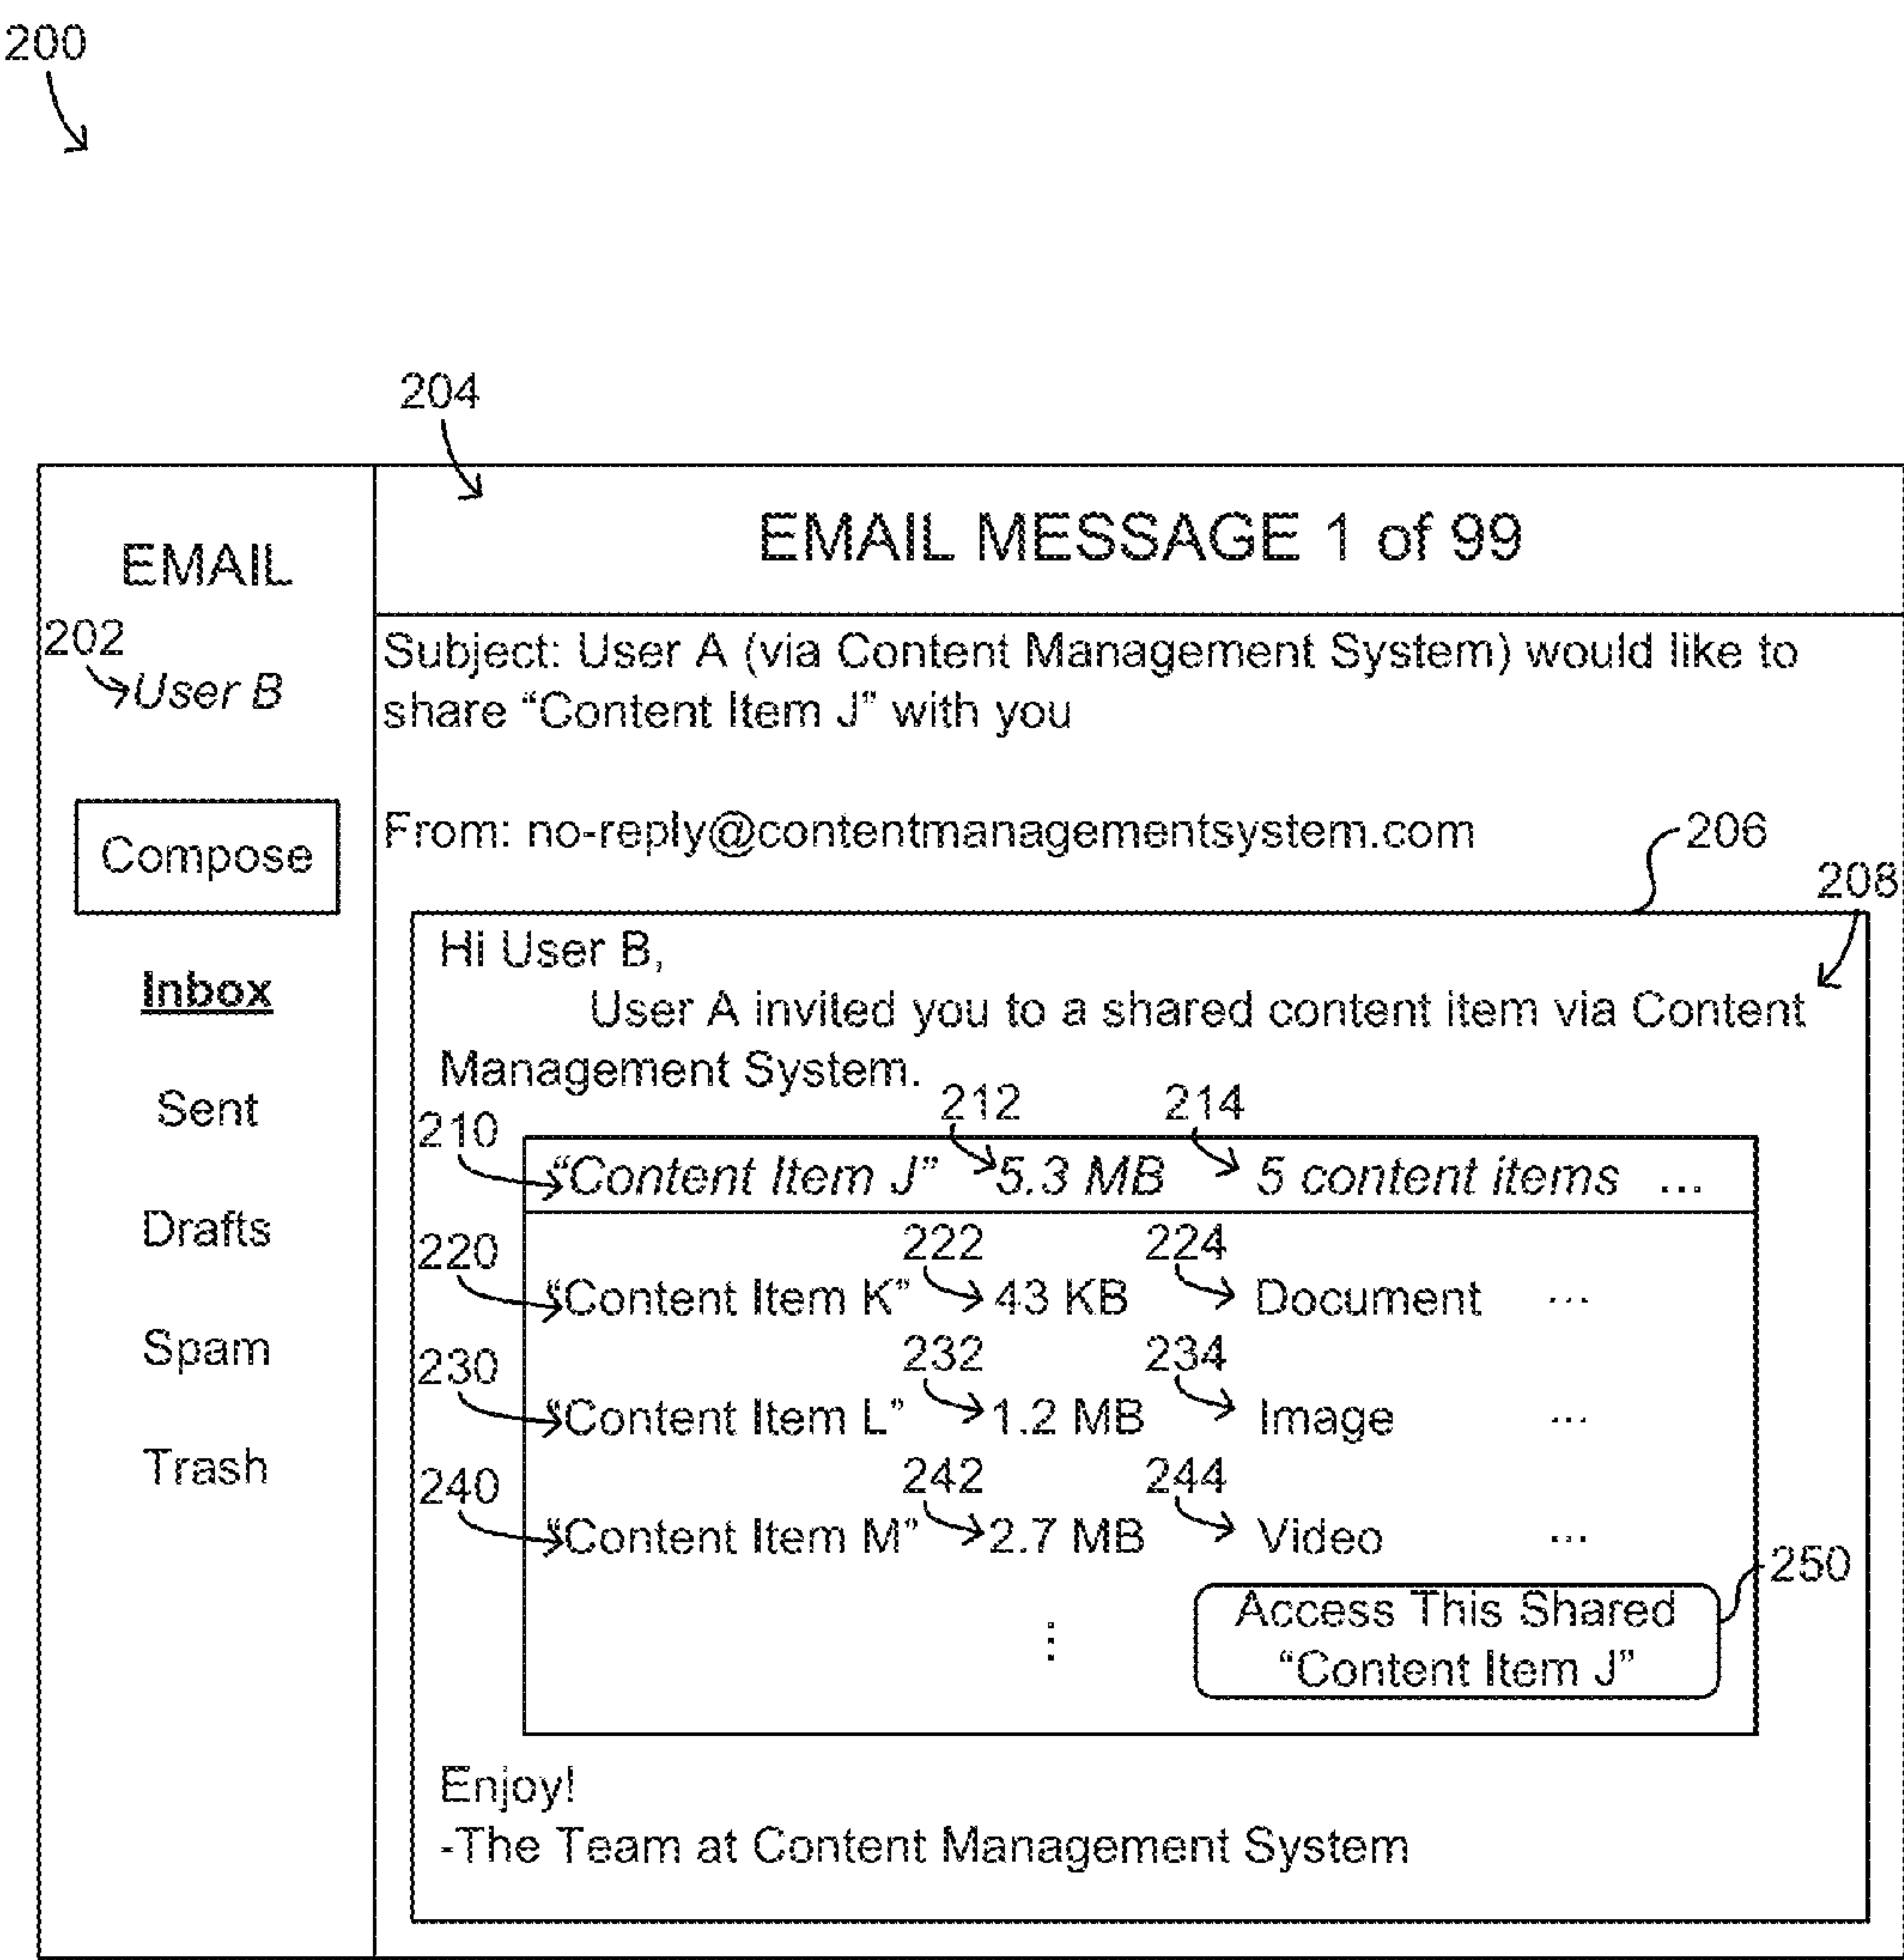 200
204
EMAIL
202
User B
Compose
Inbox
Sent
Drafts
Spam
Trash
EMAIL MESSAGE 1 of 99
Subject: User A (via Content Management System) would like to
share “Content Item J” with you
From: no-reply@contentmanagementsystem.com
206
208
Hi User B,
User A invited you to a shared content item via Content
Management System.
210 212 214
“Content Item J” 5.3 MB 5 content items ...
220 222 224
“Content Item K” 43 KB Document ...
230 232 234
“Content Item L” 1.2 MB Image ...
240 242 244
“Content Item M” 2.7 MB Video ...
250
Access This Shared
“Content Item J”
Enjoy!
-The Team at Content Management System